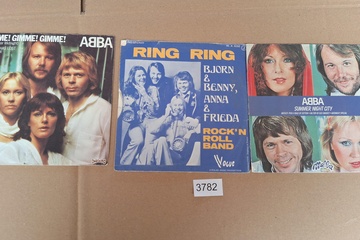 ME! GIMME! GIMME!
ABBA
RING RING
BJORN
&
BENNY,
ANNA
&
FRIEDA
ROCK'N
ROLL
BAND
Vogue
ABBA
SUMMER NIGHT CITY
3782